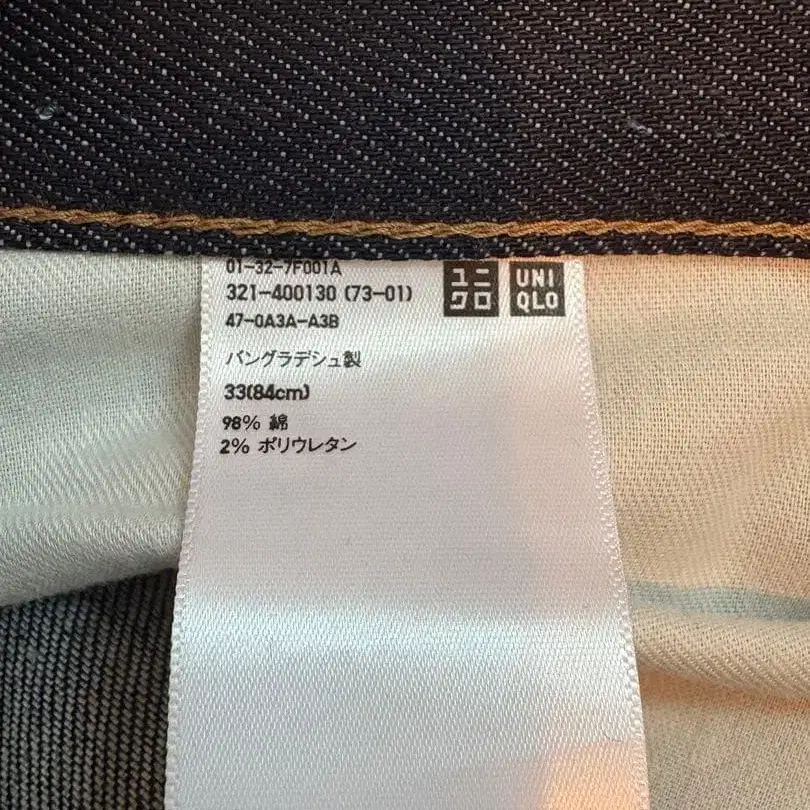 01-32-7F001A
321-400130 (73-01)
47-0A3A-A3B
バングラデシュ製
33(84cm)
98% 綿
2% ポリウレタン
ユニ
クロ
UNI
QLO